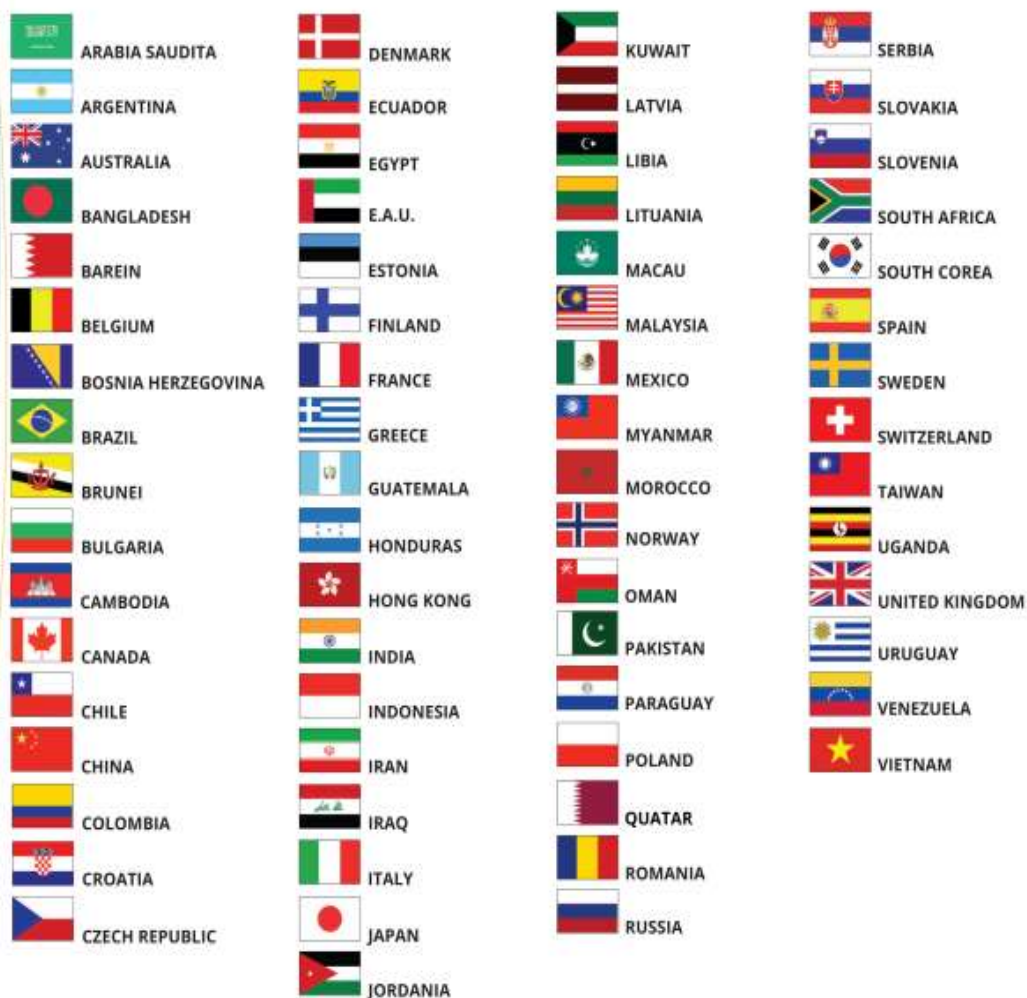 ARABIA SAUDITA
ARGENTINA
AUSTRALIA
BANGLADESH
BAREIN
BELGIUM
BOSNIA HERZEGOVINA
BRAZIL
BRUNEI
BULGARIA
CAMBODIA
CANADA
CHILE
CHINA
COLOMBIA
CROATIA
CZECH REPUBLIC
DENMARK
ECUADOR
EGYPT
E.A.U.
ESTONIA
FINLAND
FRANCE
GREECE
GUATEMALA
HONDURAS
HONG KONG
INDIA
INDONESIA
IRAN
IRAQ
ITALY
JAPAN
JORDANIA
KUWAIT
LATVIA
LIBIA
LITUANIA
MACAU
MALAYSIA
MEXICO
MYANMAR
MOROCCO
NORWAY
OMAN
PAKISTAN
PARAGUAY
POLAND
QUATAR
ROMANIA
RUSSIA
SERBIA
SLOVAKIA
SLOVENIA
SOUTH AFRICA
SOUTH COREA
SPAIN
SWEDEN
SWITZERLAND
TAIWAN
UGANDA
UNITED KINGDOM
URUGUAY
VENEZUELA
VIETNAM